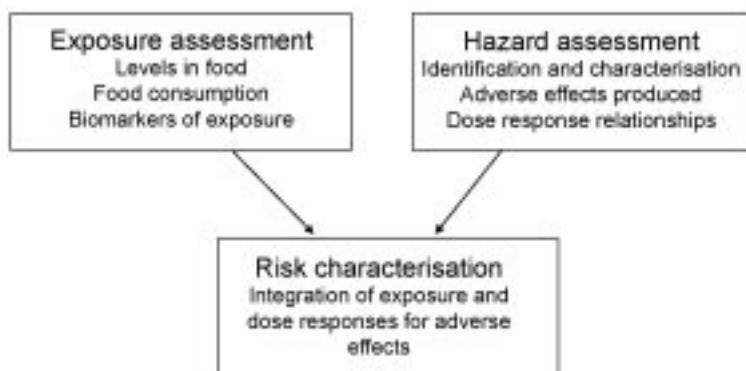 Exposure assessment
Levels in food
Food consumption
Biomarkers of exposure
Hazard assessment
Identification and characterisation
Adverse effects produced
Dose response relationships
Risk characterisation
Integration of exposure and
dose responses for adverse
effects